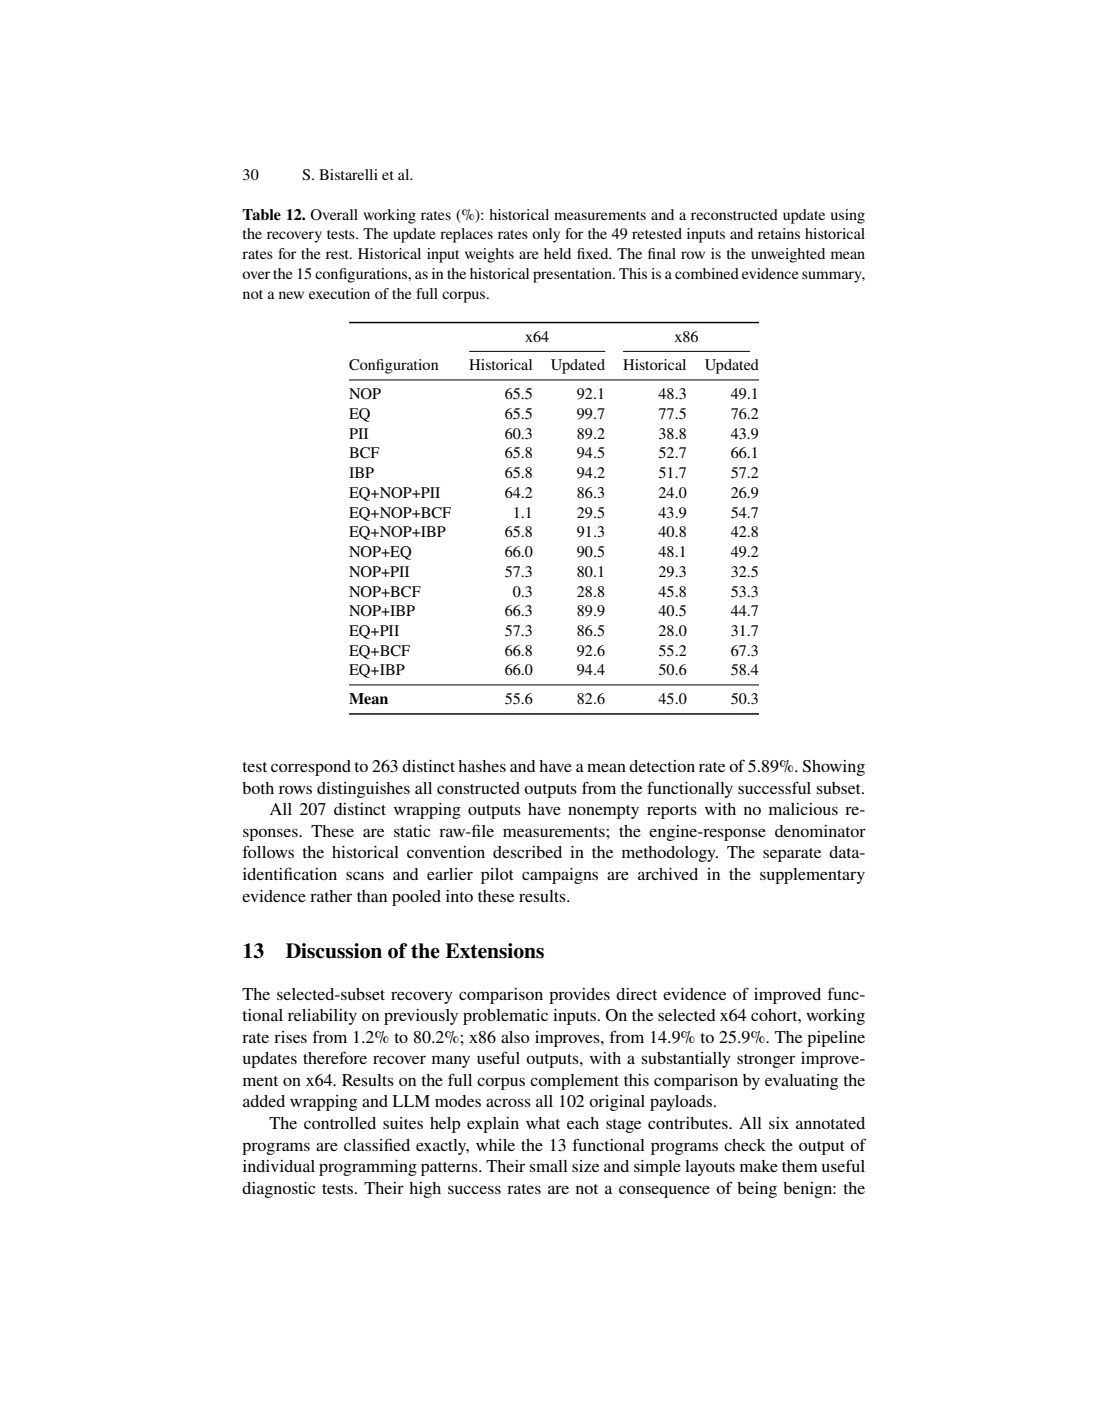 30 S. Bistarelli et al.
Table 12. Overall working rates (%): historical measurements and a reconstructed update using
the recovery tests. The update replaces rates only for the 49 retested inputs and retains historical
rates for the rest. Historical input weights are held fixed. The final row is the unweighted mean
over the 15 configurations, as in the historical presentation. This is a combined evidence summary,
not a new execution of the full corpus.
x64 x86
Configuration Historical Updated Historical Updated
NOP 65.5 92.1 48.3 49.1
EQ 65.5 99.7 77.5 76.2
PII 60.3 89.2 38.8 43.9
BCF 65.8 94.5 52.7 66.1
IBP 65.8 94.2 51.7 57.2
EQ+NOP+PII 64.2 86.3 24.0 26.9
EQ+NOP+BCF 1.1 29.5 43.9 54.7
EQ+NOP+IBP 65.8 91.3 40.8 42.8
NOP+EQ 66.0 90.5 48.1 49.2
NOP+PII 57.3 80.1 29.3 32.5
NOP+BCF 0.3 28.8 45.8 53.3
NOP+IBP 66.3 89.9 40.5 44.7
EQ+PII 57.3 86.5 28.0 31.7
EQ+BCF 66.8 92.6 55.2 67.3
EQ+IBP 66.0 94.4 50.6 58.4
Mean 55.6 82.6 45.0 50.3
test correspond to 263 distinct hashes and have a mean detection rate of 5.89%. Showing
both rows distinguishes all constructed outputs from the functionally successful subset.
All 207 distinct wrapping outputs have nonempty reports with no malicious re-
sponses. These are static raw-file measurements; the engine-response denominator
follows the historical convention described in the methodology. The separate data-
identification scans and earlier pilot campaigns are archived in the supplementary
evidence rather than pooled into these results.
13 Discussion of the Extensions
The selected-subset recovery comparison provides direct evidence of improved func-
tional reliability on previously problematic inputs. On the selected x64 cohort, working
rate rises from 1.2% to 80.2%; x86 also improves, from 14.9% to 25.9%. The pipeline
updates therefore recover many useful outputs, with a substantially stronger improve-
ment on x64. Results on the full corpus complement this comparison by evaluating the
added wrapping and LLM modes across all 102 original payloads.
The controlled suites help explain what each stage contributes. All six annotated
programs are classified exactly, while the 13 functional programs check the output of
individual programming patterns. Their small size and simple layouts make them useful
diagnostic tests. Their high success rates are not a consequence of being benign: the